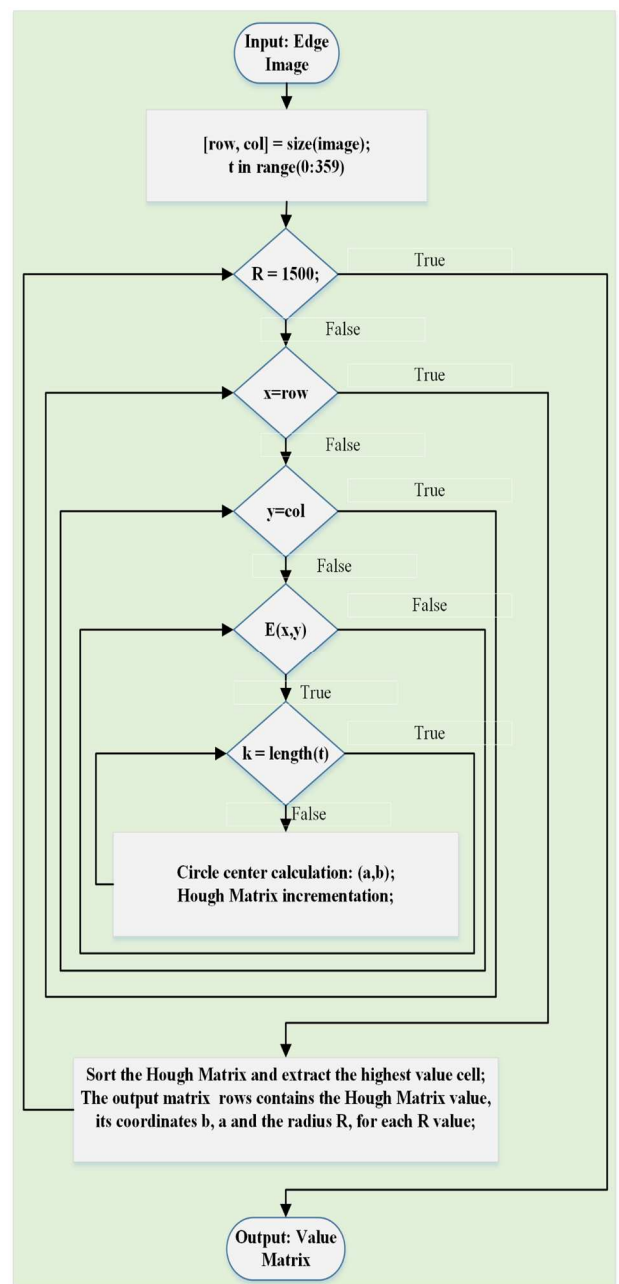 Input: Edge
Image
[row, col] = size(image);
t in range(0:359)
R = 1500;
True
False
x=row
True
False
y=col
True
False
E(x,y)
False
True
k = length(t)
True
False
Circle center calculation: (a,b);
Hough Matrix incrementation;
Sort the Hough Matrix and extract the highest value cell;
The output matrix rows contains the Hough Matrix value,
its coordinates b, a and the radius R, for each R value;
Output: Value
Matrix